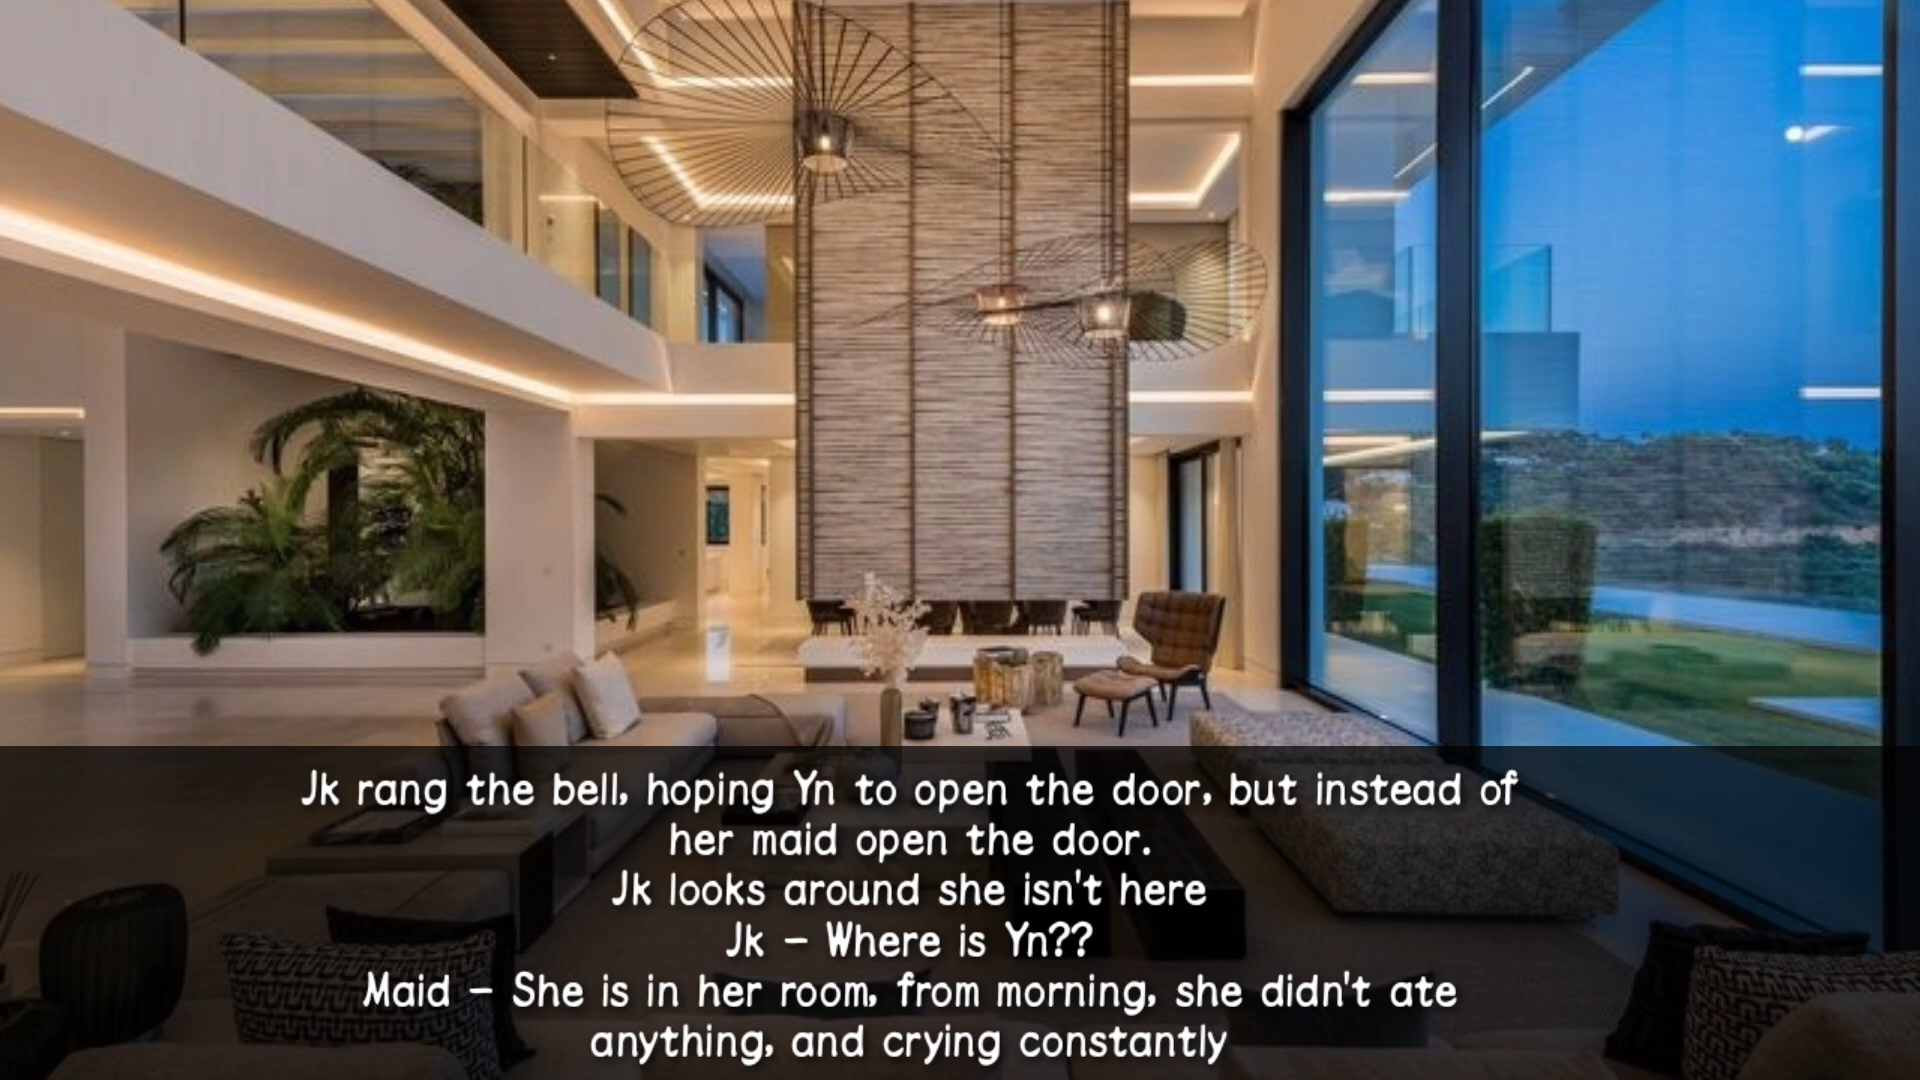 Jk rang the bell, hoping Yn to open the door, but instead of
her maid open the door.
Jk looks around she isn't here
Jk - Where is Yn??
Maid - She is in her room, from morning, she didn't ate
anything, and crying constantly